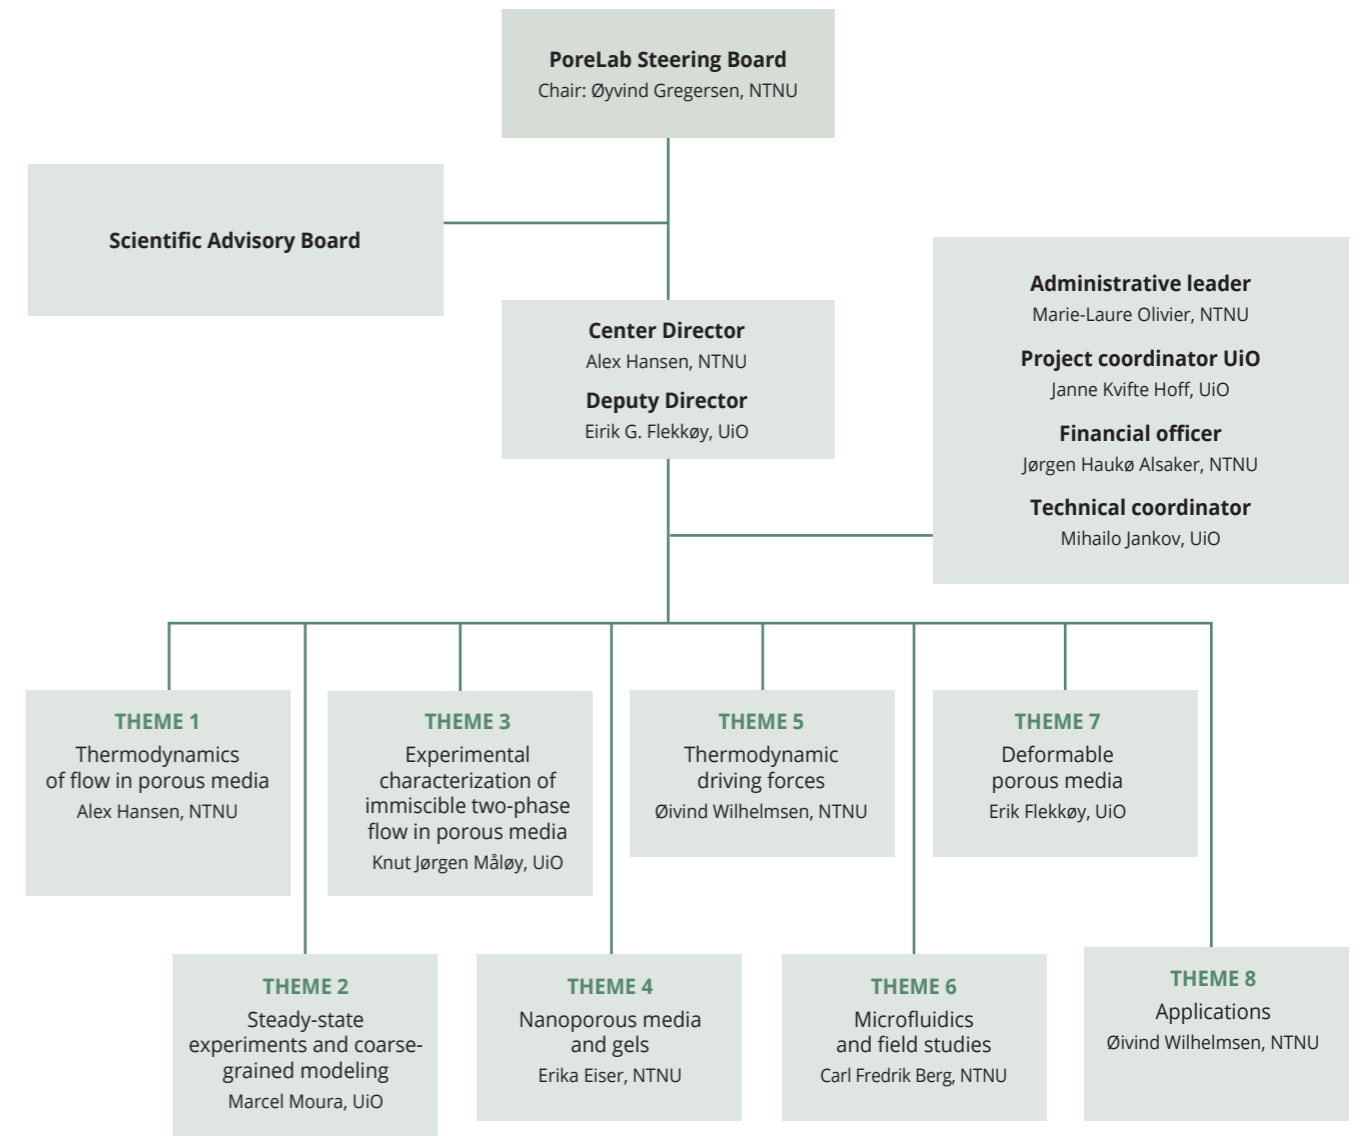 PoreLab Steering Board
Chair: Øyvind Gregersen, NTNU
Scientific Advisory Board
Center Director
Alex Hansen, NTNU
Deputy Director
Eirik G. Flekkøy, UiO
Administrative leader
Marie-Laure Olivier, NTNU
Project coordinator UiO
Janne Kvifte Hoff, UiO
Financial officer
Jørgen Haukø Alsaker, NTNU
Technical coordinator
Mihailo Jankov, UiO
THEME 1
Thermodynamics
of flow in porous media
Alex Hansen, NTNU
THEME 3
Experimental
characterization of
immiscible two-phase
flow in porous media
Knut Jørgen Måløy, UiO
THEME 5
Thermodynamic
driving forces
Øivind Wilhelmsen, NTNU
THEME 7
Deformable
porous media
Erik Flekkøy, UiO
THEME 2
Steady-state
experiments and coarse-
grained modeling
Marcel Moura, UiO
THEME 4
Nanoporous media
and gels
Erika Eiser, NTNU
THEME 6
Microfluidics
and field studies
Carl Fredrik Berg, NTNU
THEME 8
Applications
Øivind Wilhelmsen, NTNU